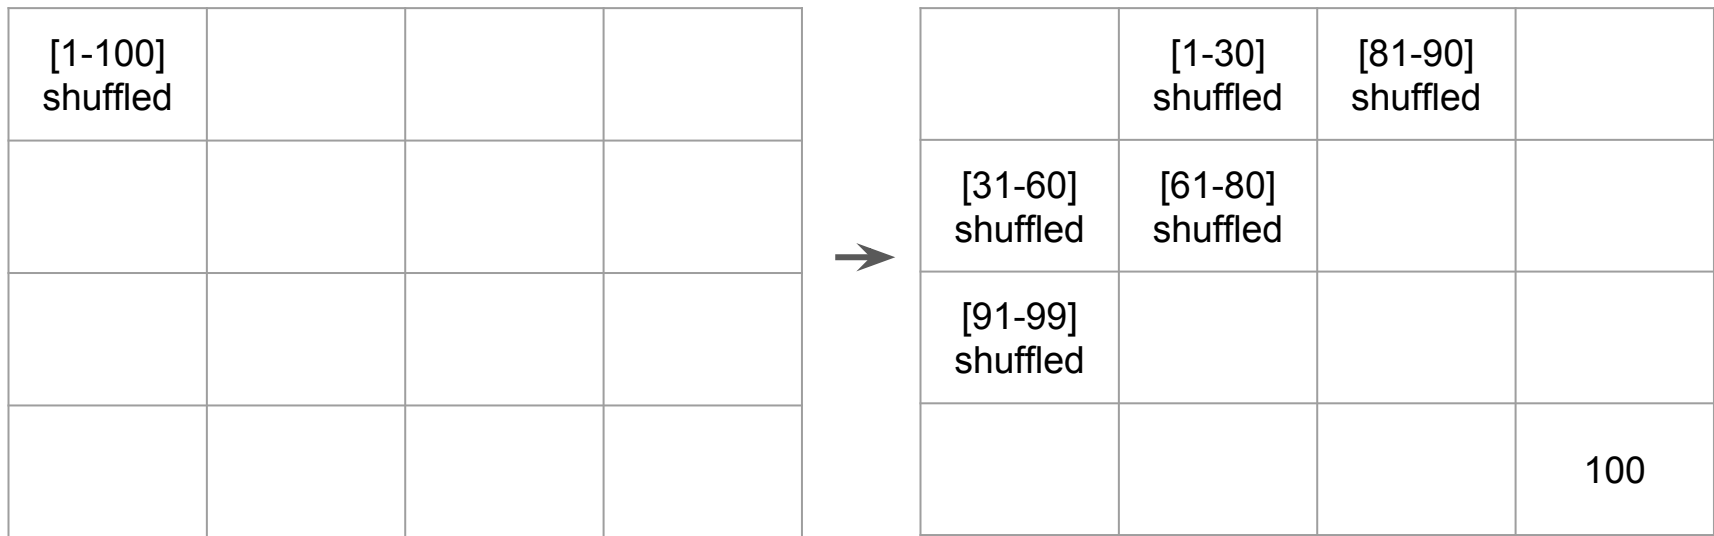 [1-100]
shuffled
[1-30]
shuffled
[81-90]
shuffled
[31-60]
shuffled
[61-80]
shuffled
[91-99]
shuffled
100